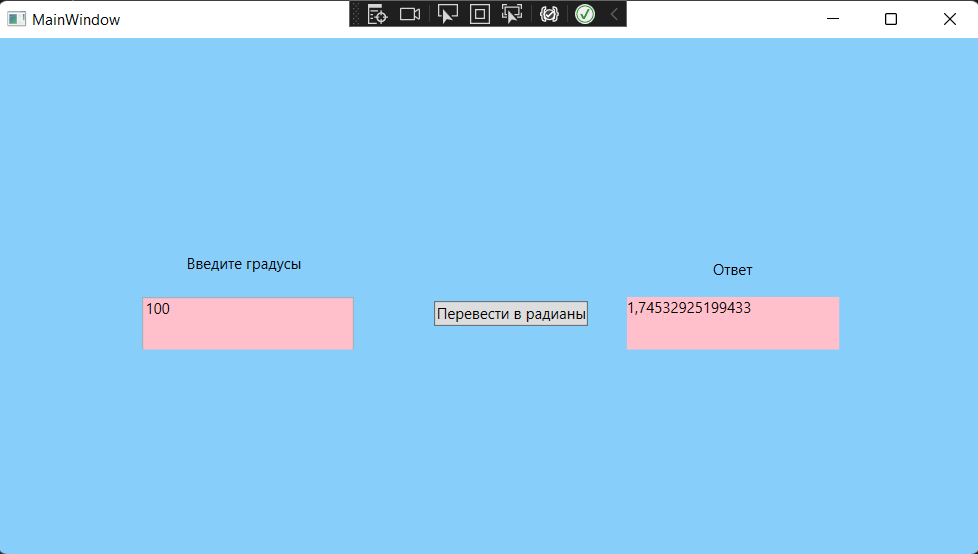 MainWindow
Введите градусы
Ответ
100
Перевести в радианы
1,74532925199433